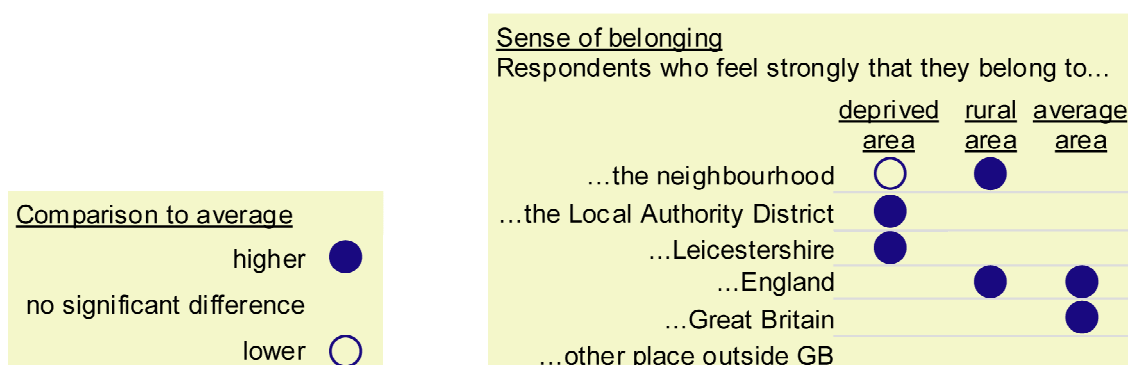 Sense of belonging
Respondents who feel strongly that they belong to…
deprived area
rural area
average area
…the neighbourhood
…the Local Authority District
…Leicestershire
…England
…Great Britain
…other place outside GB
Comparison to average
higher
no significant difference
lower